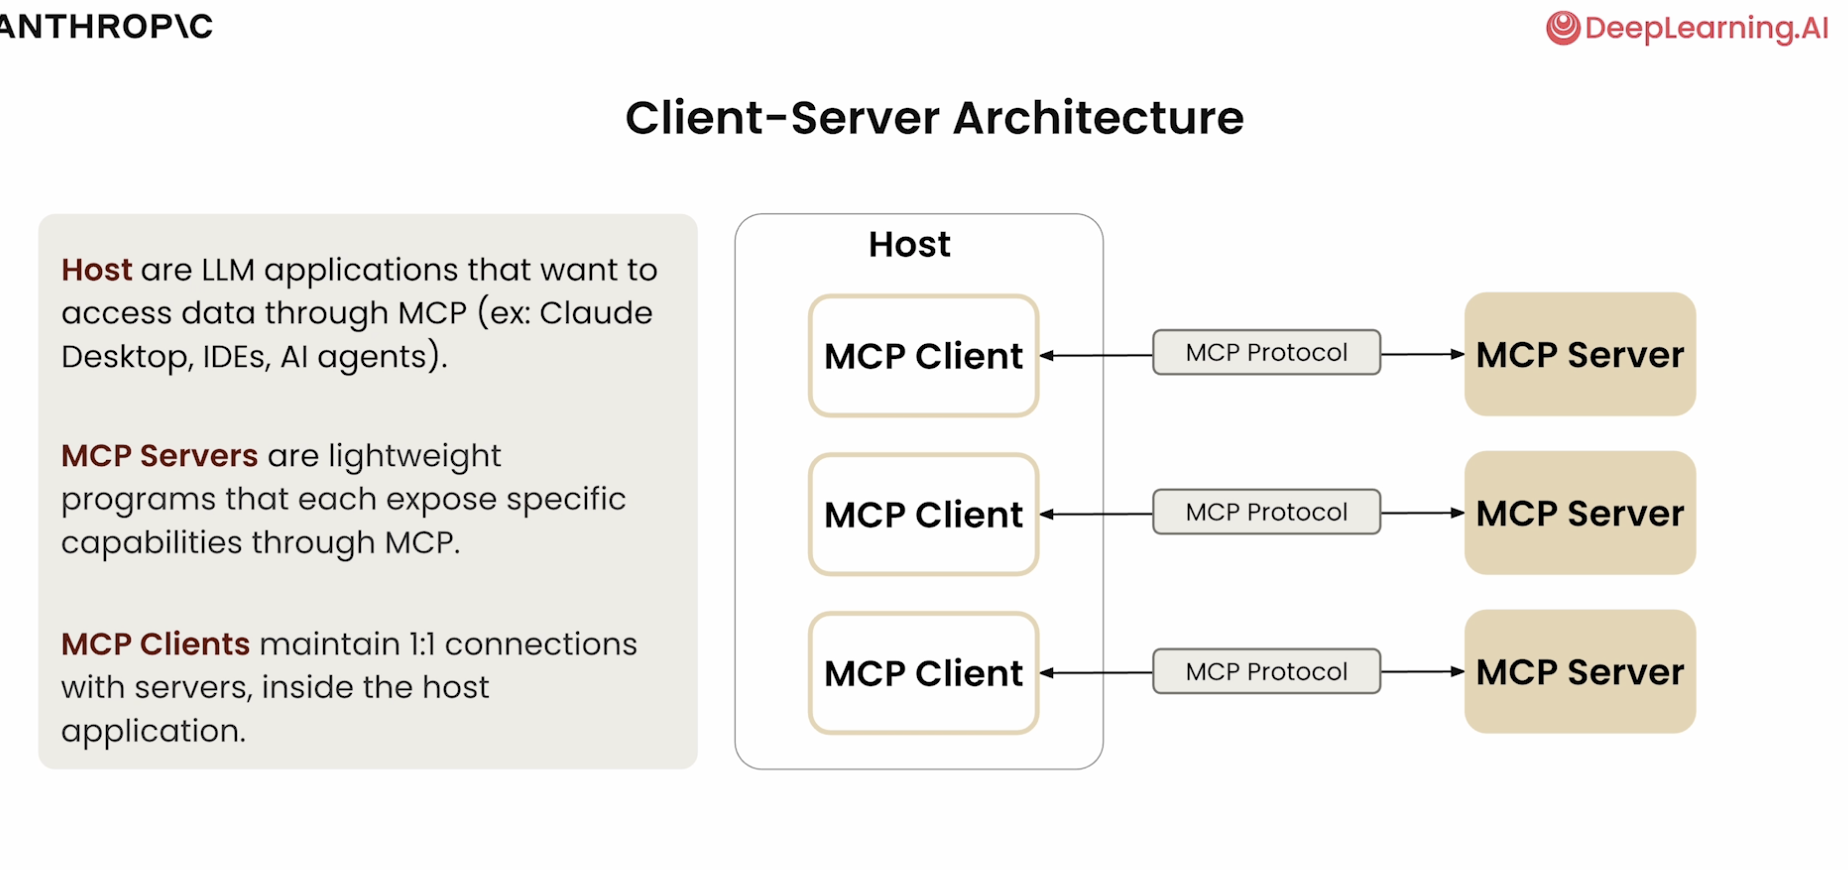 ANTHROP\C
DeepLearning.AI
Client-Server Architecture
Host are LLM applications that want to
access data through MCP (ex: Claude
Desktop, IDEs, AI agents).
MCP Servers are lightweight
programs that each expose specific
capabilities through MCP.
MCP Clients maintain 1:1 connections
with servers, inside the host
application.
Host
MCP Client
MCP Protocol
MCP Server
MCP Client
MCP Protocol
MCP Server
MCP Client
MCP Protocol
MCP Server